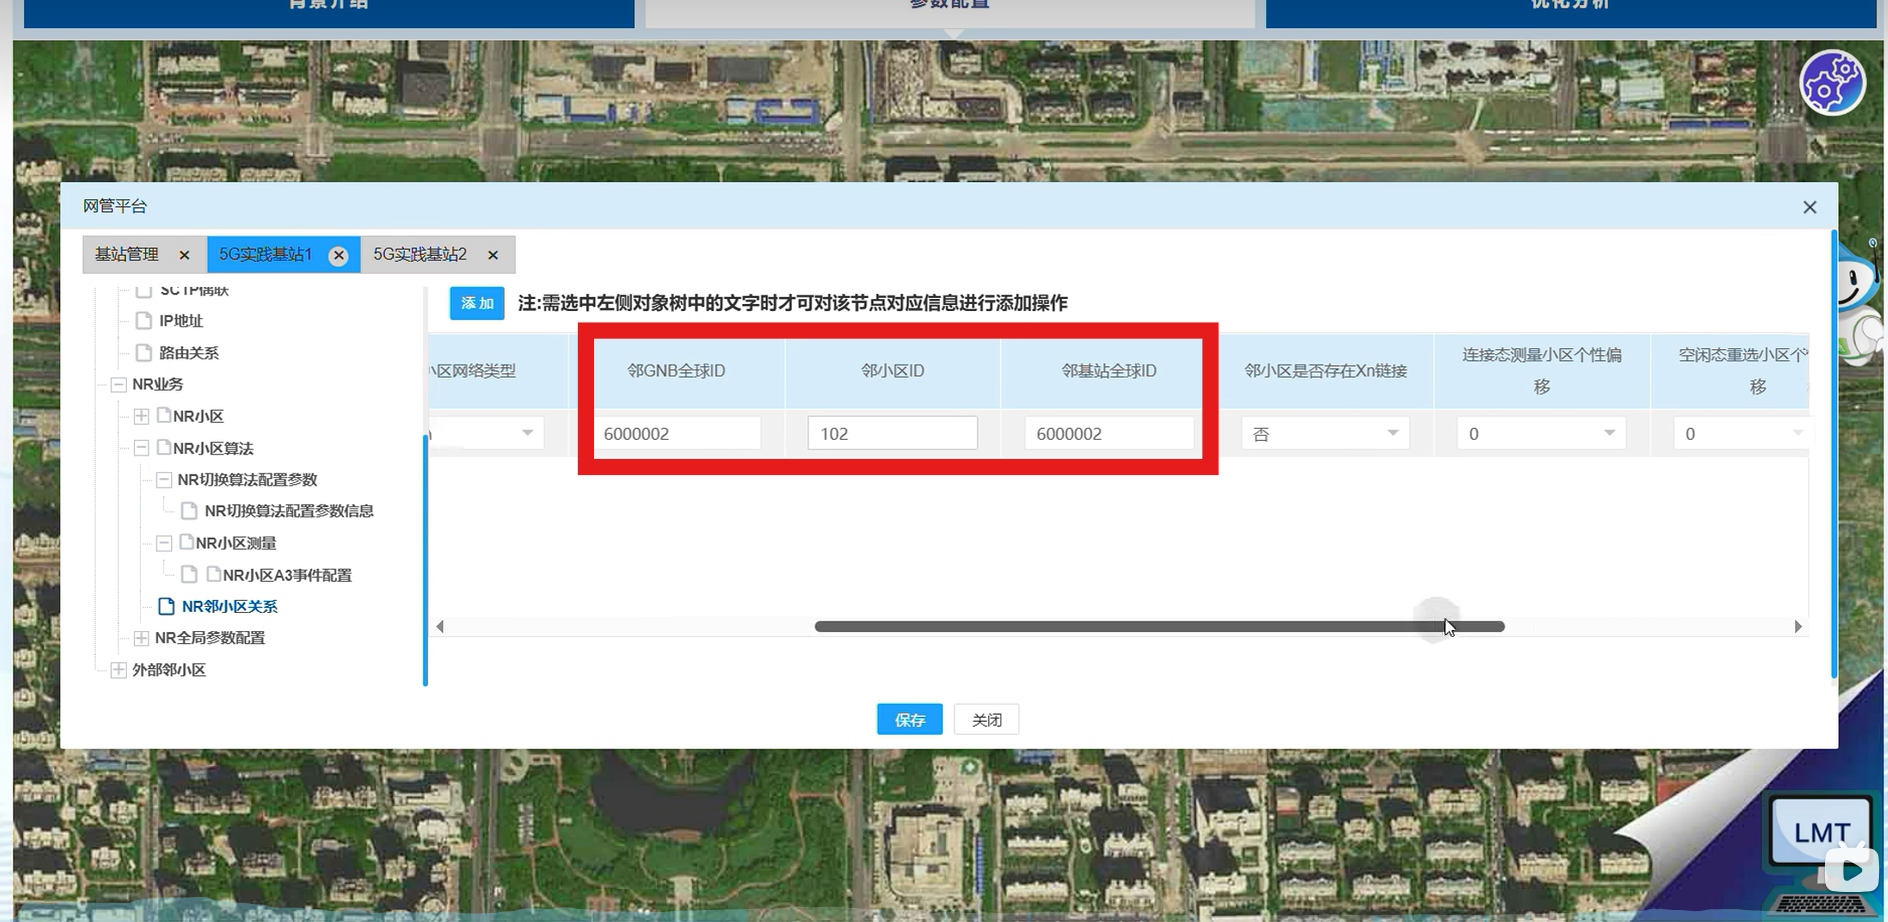 背景介绍
参数配置
优化分析
网管平台
基站管理
5G实践基站1
5G实践基站2
SCTP偶联
IP地址
路由关系
NR业务
NR小区
NR小区算法
NR切换算法配置参数
NR切换算法配置参数信息
NR小区测量
NR小区A3事件配置
NR邻小区关系
NR全局参数配置
外部邻小区
添加
注:需选中左侧对象树中的文字时才可对该节点对应信息进行添加操作
小区网络类型
邻GNB全球ID
邻小区ID
邻基站全球ID
邻小区是否存在Xn链接
连接态测量小区个性偏
移
空闲态重选小区个
移
6000002
102
6000002
否
0
0
保存
关闭
LMT